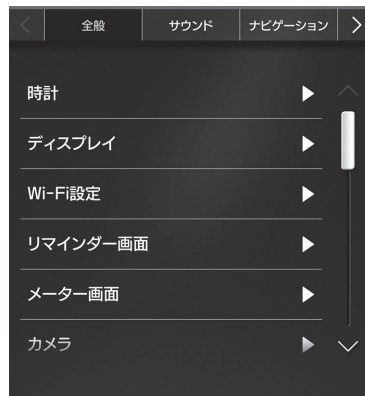 全般 サウンド ナビゲーション
時計
ディスプレイ
Wi-Fi設定
リマインダー画面
メーター画面
カメラ